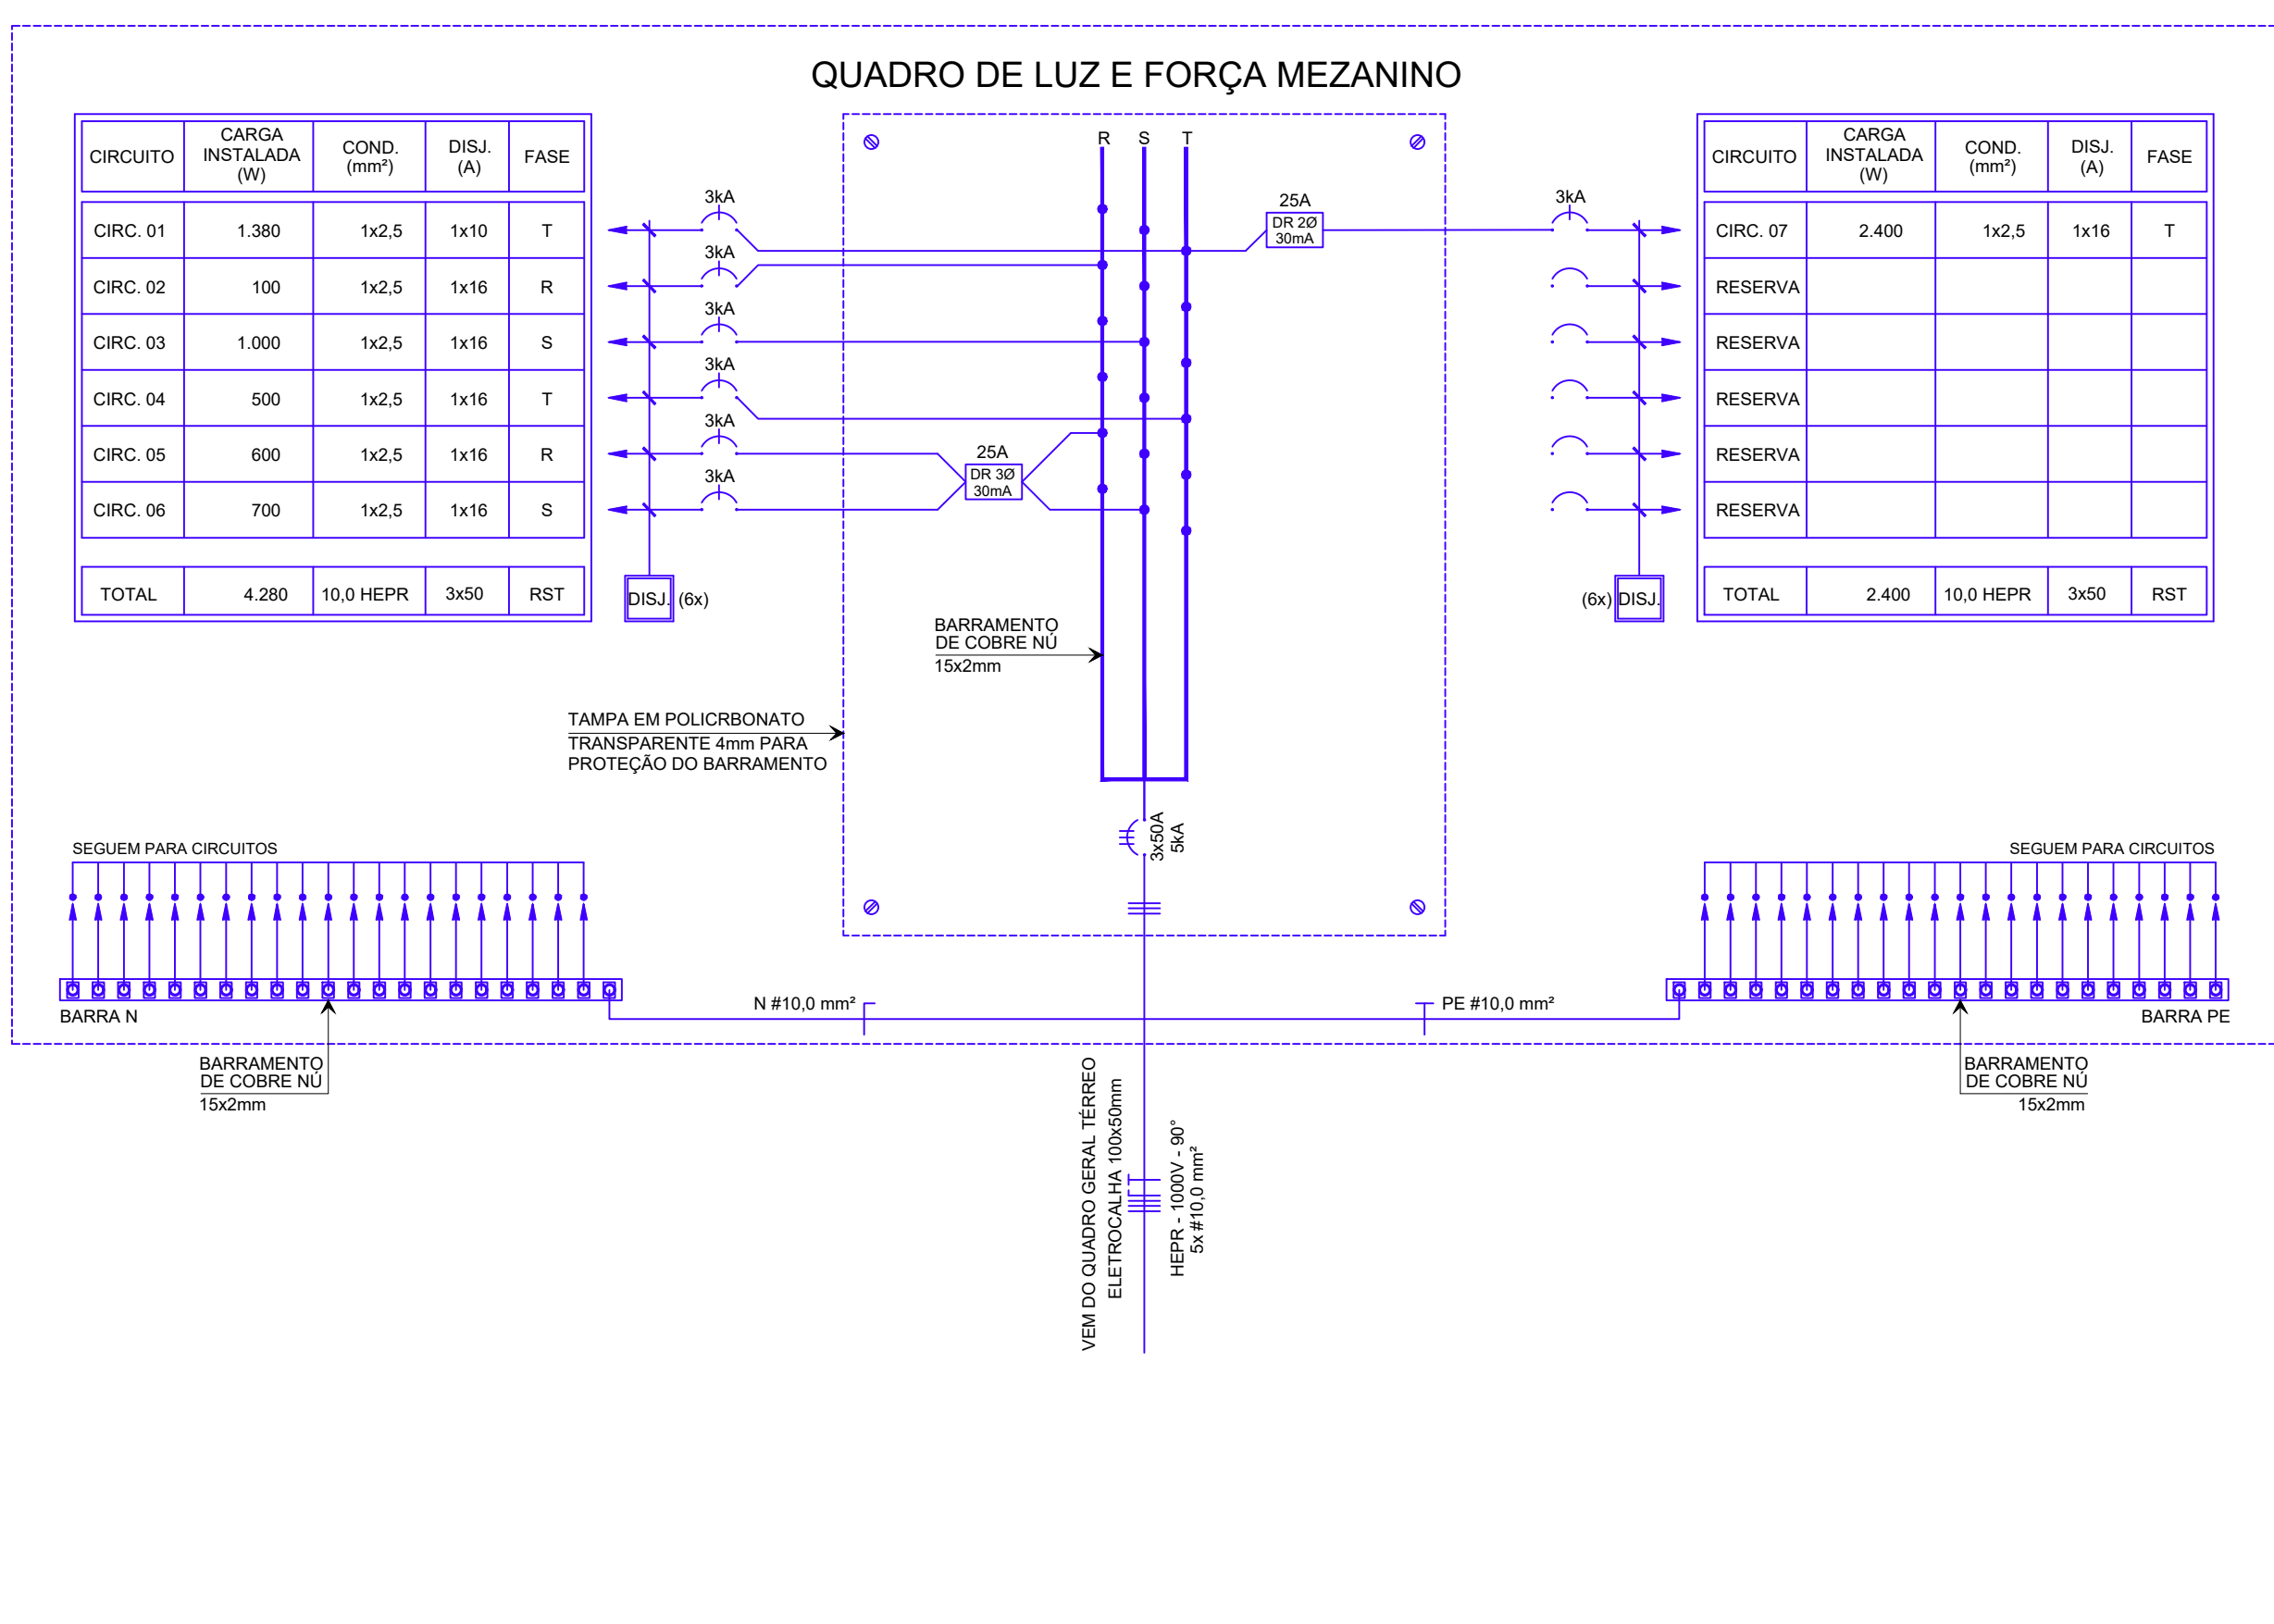 QUADRO DE LUZ E FORÇA MEZANINO
CIRCUITO
CARGA
INSTALADA
(W)
COND.
(mm²)
DISJ.
(A)
FASE
CIRC. 01 1.380 1x2,5 1x10 T
CIRC. 02 100 1x2,5 1x16 R
CIRC. 03 1.000 1x2,5 1x16 S
CIRC. 04 500 1x2,5 1x16 T
CIRC. 05 600 1x2,5 1x16 R
CIRC. 06 700 1x2,5 1x16 S
TOTAL 4.280 10,0 HEPR 3x50 RST
3kA
3kA
3kA
3kA
3kA
3kA
DISJ. (6x)
R S T
25A
DR 2Ø
30mA
25A
DR 3Ø
30mA
BARRAMENTO
DE COBRE NÚ
15x2mm
TAMPA EM POLICRBONATO
TRANSPARENTE 4mm PARA
PROTEÇÃO DO BARRAMENTO
3x50A
5kA
3kA
(6x) DISJ.
CIRCUITO
CARGA
INSTALADA
(W)
COND.
(mm²)
DISJ.
(A)
FASE
CIRC. 07 2.400 1x2,5 1x16 T
RESERVA
RESERVA
RESERVA
RESERVA
RESERVA
TOTAL 2.400 10,0 HEPR 3x50 RST
SEGUEM PARA CIRCUITOS
BARRA N
BARRAMENTO
DE COBRE NÚ
15x2mm
N #10,0 mm²
PE #10,0 mm²
SEGUEM PARA CIRCUITOS
BARRA PE
BARRAMENTO
DE COBRE NÚ
15x2mm
VEM DO QUADRO GERAL TÉRREO
ELETROCALHA 100x50mm
HEPR - 1000V - 90°
5x #10,0 mm²